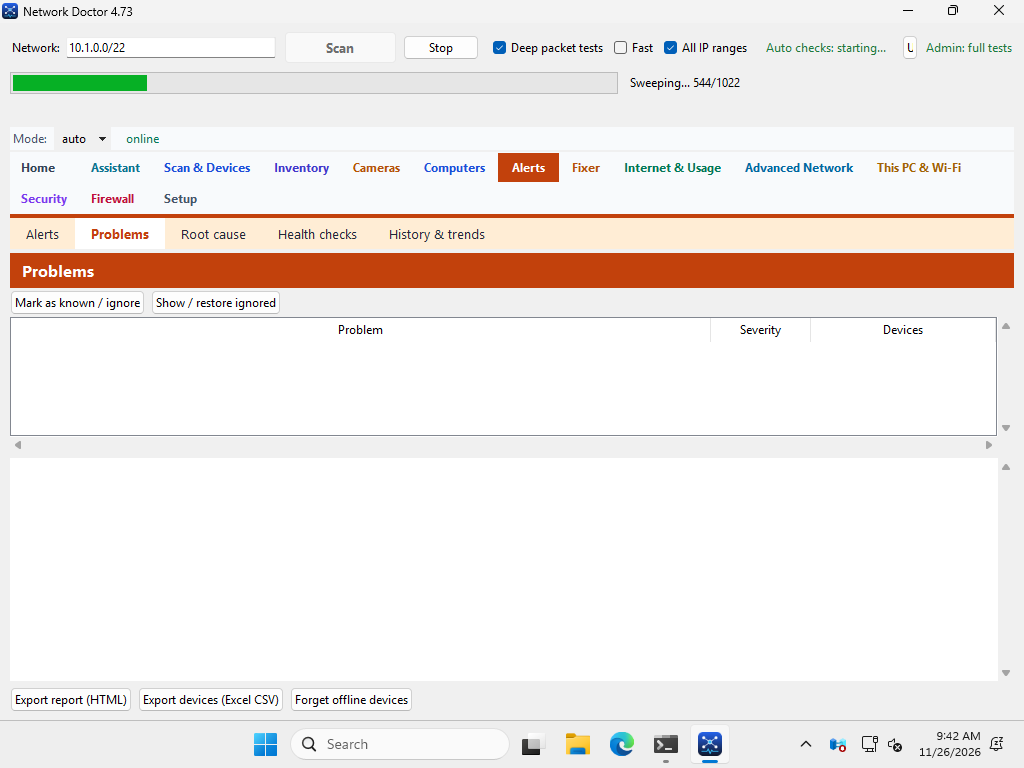 Network Doctor 4.73
Network: 10.1.0.0/22 Scan Stop Deep packet tests Fast All IP ranges Auto checks: starting... Admin: full tests
Sweeping... 544/1022
Mode: auto online
Home Assistant Scan & Devices Inventory Cameras Computers Alerts Fixer Internet & Usage Advanced Network This PC & Wi-Fi
Security Firewall Setup
Alerts Problems Root cause Health checks History & trends
Problems
Mark as known / ignore Show / restore ignored
Problem Severity Devices
Export report (HTML) Export devices (Excel CSV) Forget offline devices
Search
9:42 AM
11/26/2026